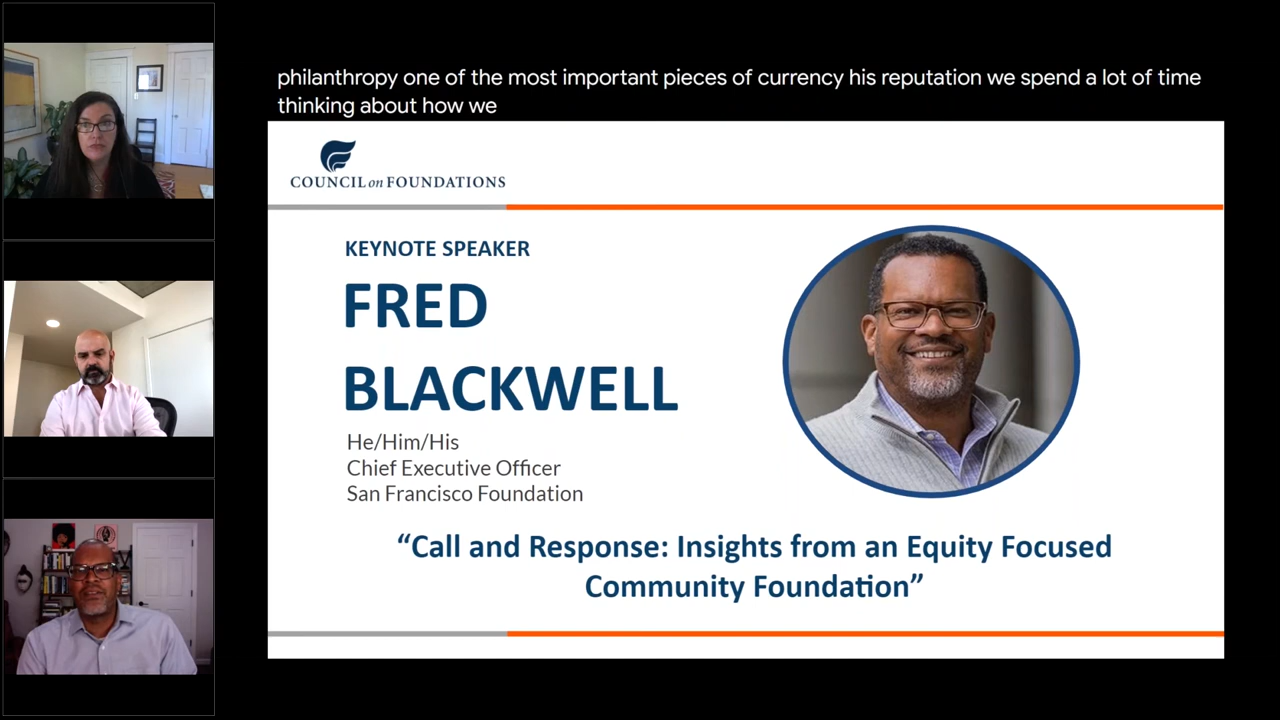 philanthropy one of the most important pieces of currency his reputation we spend a lot of time
thinking about how we
COUNCIL on FOUNDATIONS
KEYNOTE SPEAKER
FRED
BLACKWELL
He/Him/His
Chief Executive Officer
San Francisco Foundation
“Call and Response: Insights from an Equity Focused
Community Foundation”